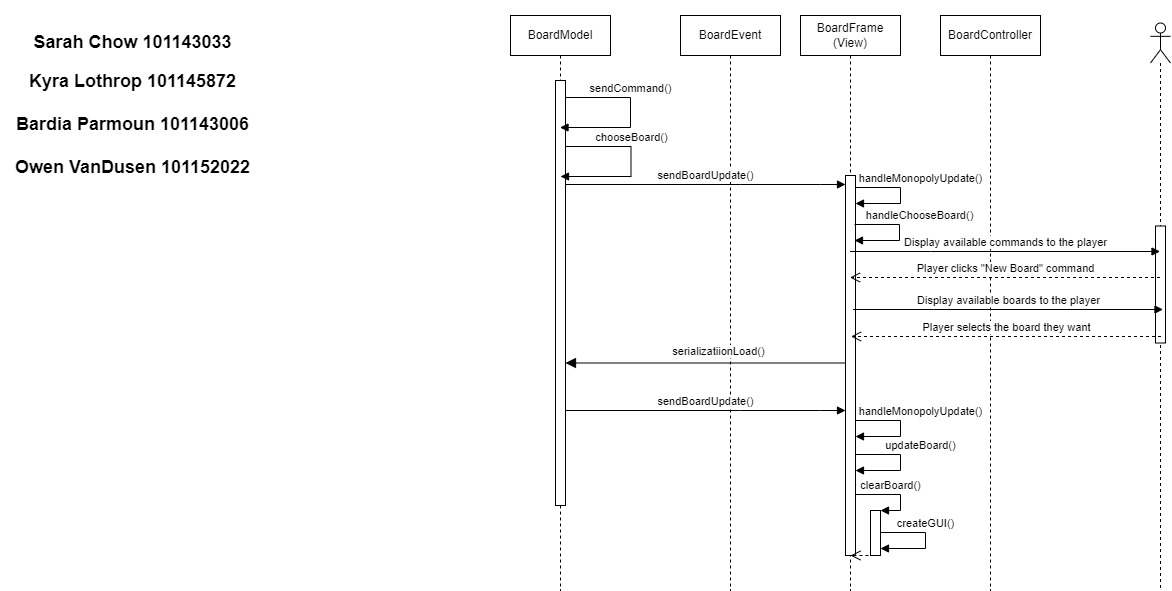 Sarah Chow 101143033
Kyra Lothrop 101145872
Bardia Parmoun 101143006
Owen VanDusen 101152022
BoardModel
BoardEvent
BoardFrame
(View)
BoardController
sendCommand()
chooseBoard()
sendBoardUpdate()
handleMonopolyUpdate()
handleChooseBoard()
Display available commands to the player
Player clicks "New Board" command
Display available boards to the player
Player selects the board they want
serializatiionLoad()
sendBoardUpdate()
handleMonopolyUpdate()
updateBoard()
clearBoard()
createGUI()